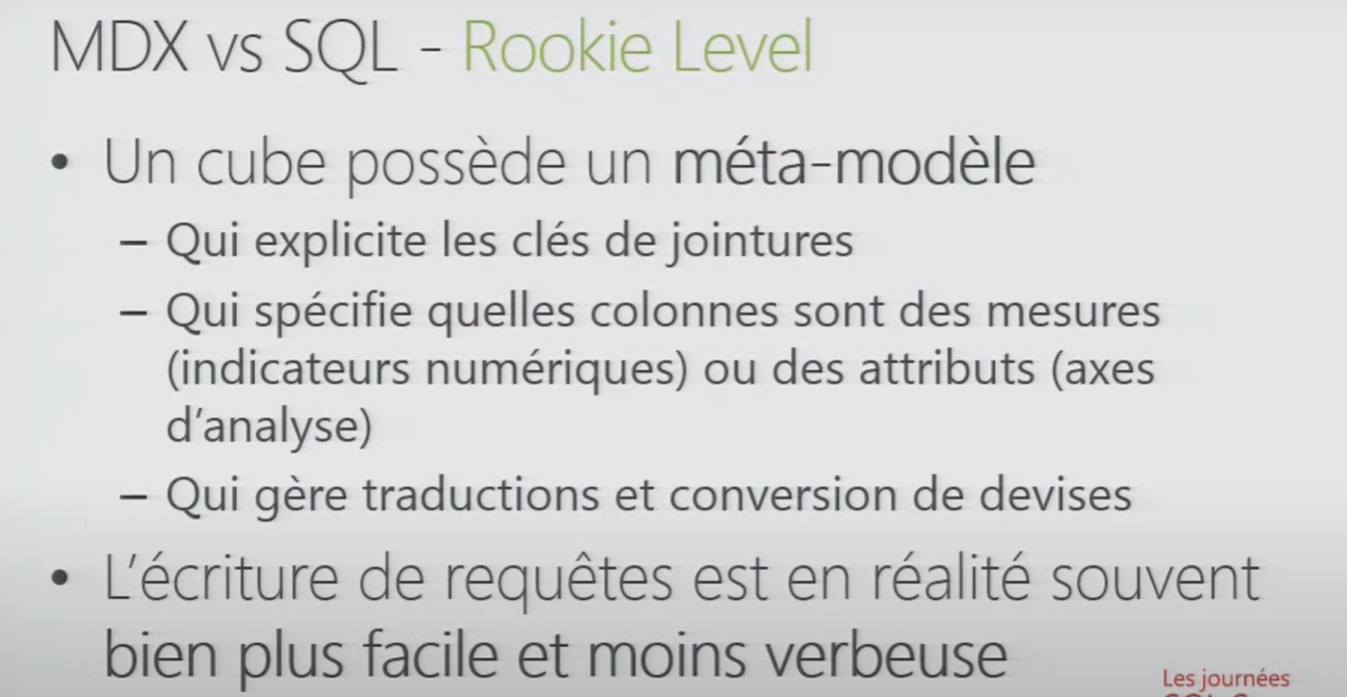 MDX vs SQL - Rookie Level
• Un cube possède un méta-modèle
– Qui explicite les clés de jointures
– Qui spécifie quelles colonnes sont des mesures
(indicateurs numériques) ou des attributs (axes
d'analyse)
– Qui gère traductions et conversion de devises
• L'écriture de requêtes est en réalité souvent
bien plus facile et moins verbeuse
Les journées